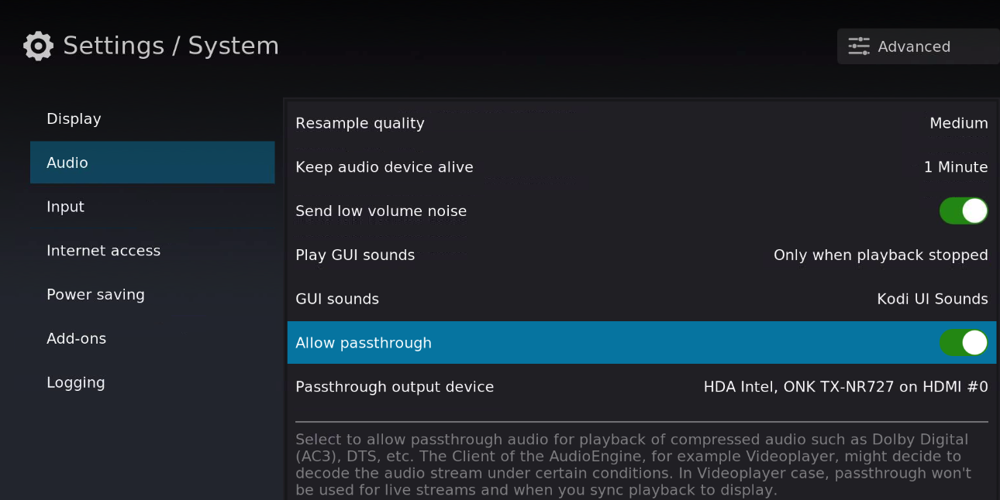 Settings / System
Advanced
Display
Audio
Input
Internet access
Power saving
Add-ons
Logging
Resample quality Medium
Keep audio device alive 1 Minute
Send low volume noise
Play GUI sounds Only when playback stopped
GUI sounds Kodi UI Sounds
Allow passthrough
Passthrough output device HDA Intel, ONK TX-NR727 on HDMI #0
Select to allow passthrough audio for playback of compressed audio such as Dolby Digital
(AC3), DTS, etc. The Client of the AudioEngine, for example Videoplayer, might decide to
decode the audio stream under certain conditions. In Videoplayer case, passthrough won't
be used for live streams and when you sync playback to display.